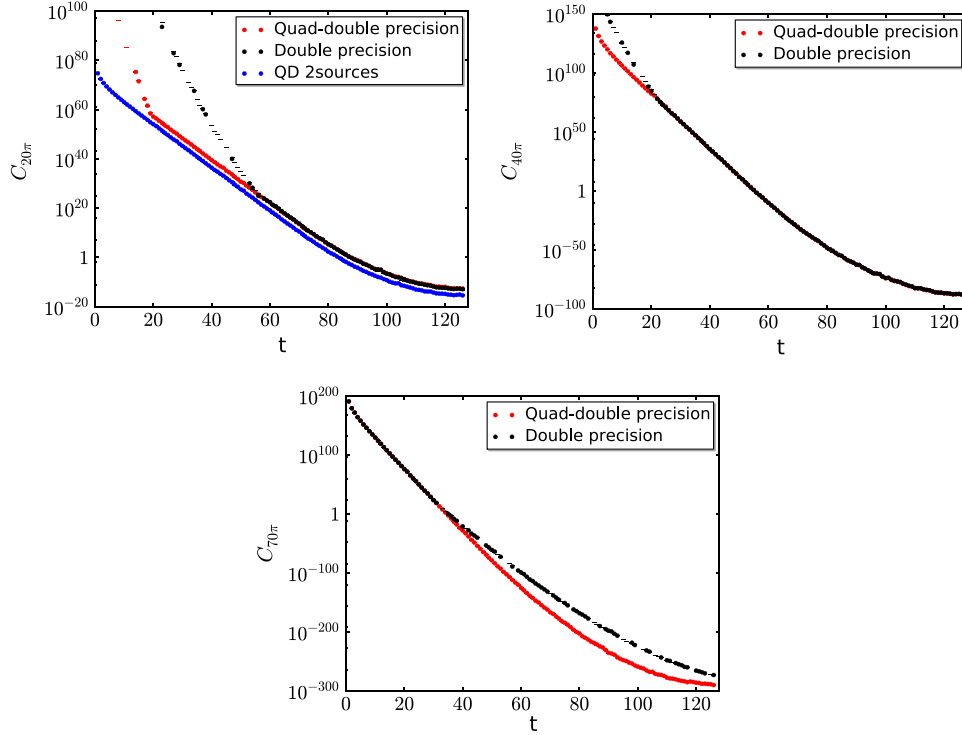 10^100
10^80
10^60
10^40
10^20
1
10^−20
C_20π
Quad-double precision
Double precision
QD 2sources
0 20 40 60 80 100 120
t
10^150
10^100
10^50
1
10^−50
10^−100
C_40π
Quad-double precision
Double precision
0 20 40 60 80 100 120
t
10^200
10^100
1
10^−100
10^−200
10^−300
C_70π
Quad-double precision
Double precision
0 20 40 60 80 100 120
t